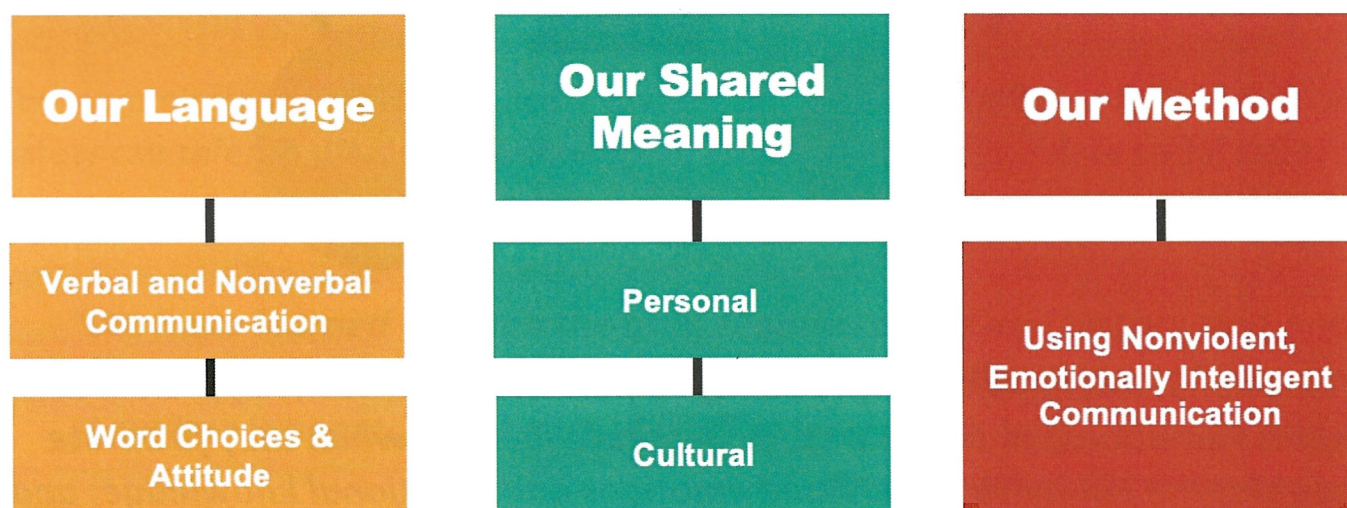 Our Language
Verbal and Nonverbal
Communication
Word Choices &
Attitude
Our Shared
Meaning
Personal
Cultural
Our Method
Using Nonviolent,
Emotionally Intelligent
Communication